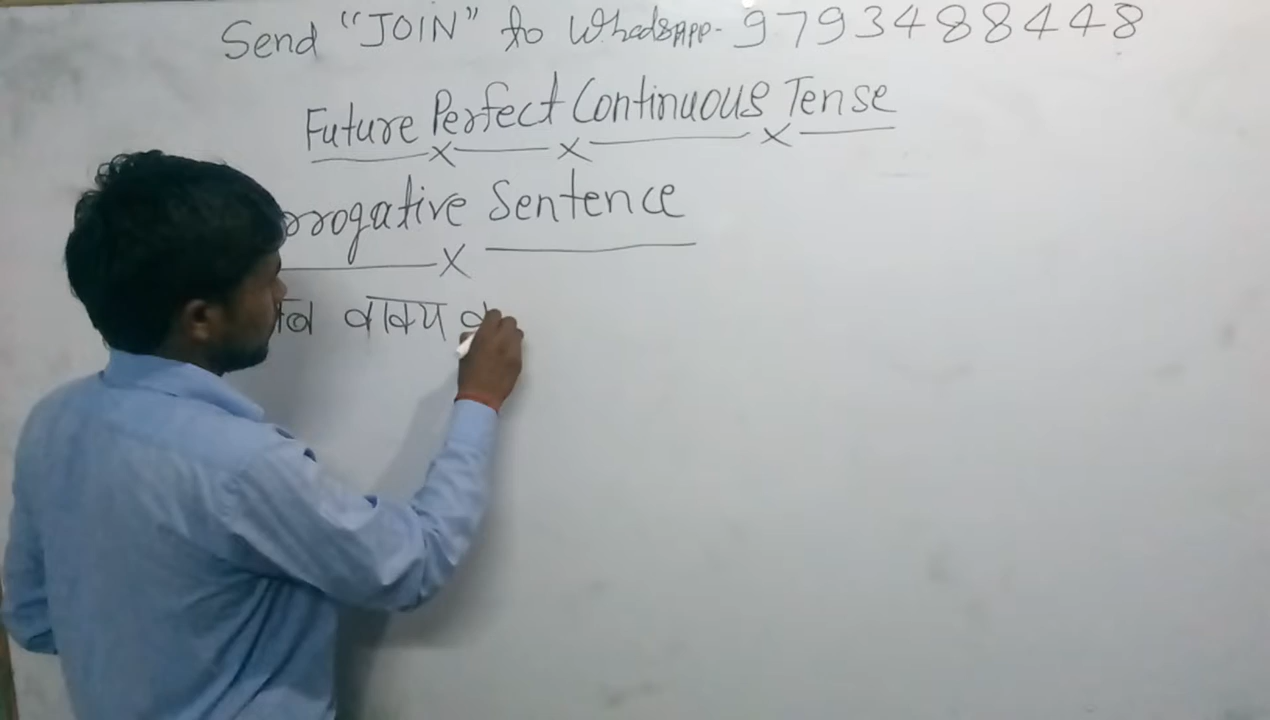 Send "JOIN" to WhatsApp- 9793488448
Future Perfect Continuous Tense
rrogative Sentence
वाक्य